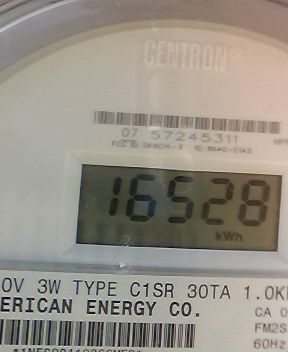 CENTRON®
07 57245311
16528
kWh
0V 3W TYPE C1SR 30TA 1.0K
ERICAN ENERGY CO.
CA 0
FM2S
60Hz